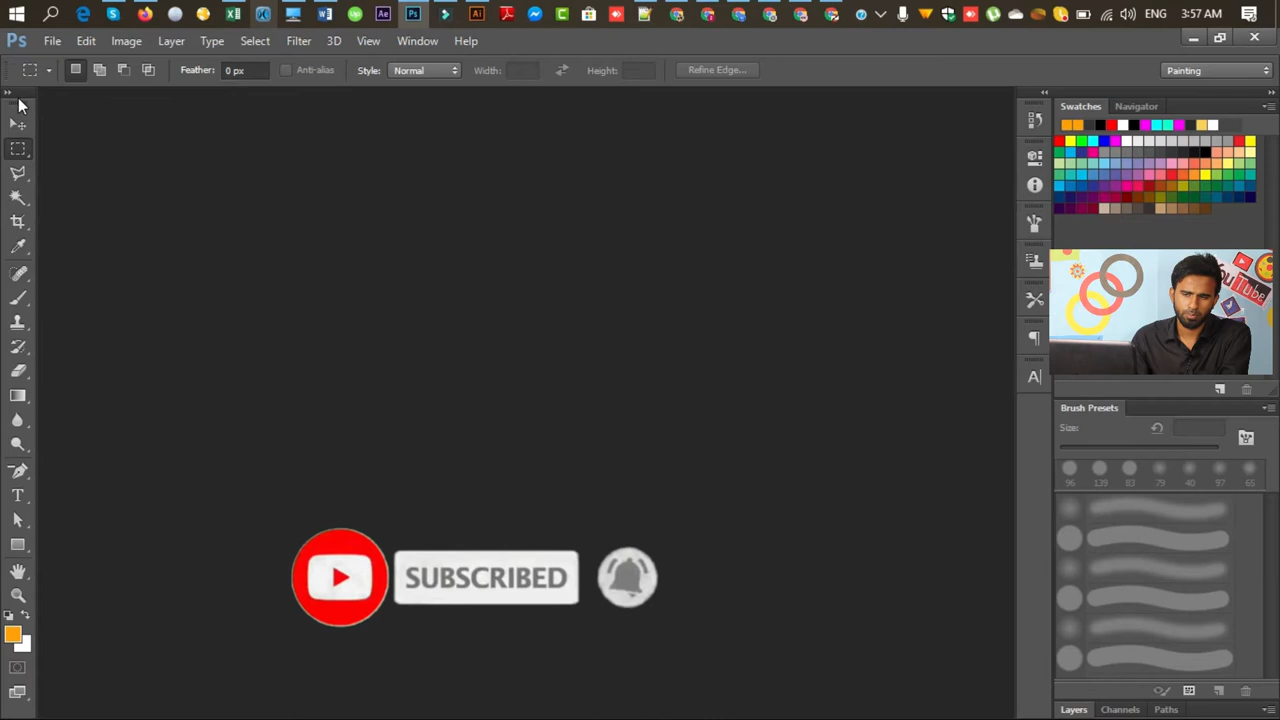 ENG 3:57 AM
Ps File Edit Image Layer Type Select Filter 3D View Window Help
Feather: 0 px Anti-alias Style: Normal Width: Height: Refine Edge... Painting
Swatches Navigator
YouTube
Brush Presets
Size:
96 139 83 79 40 97 65
SUBSCRIBED
Layers Channels Paths